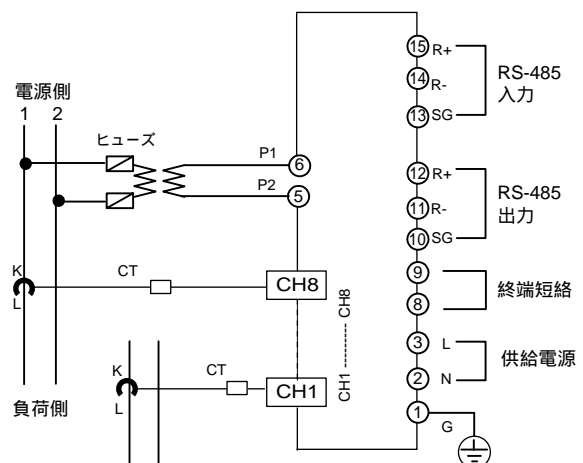 電源側
1 2
ヒューズ
P1
P2
6
5
K
L
CT
CH8
K
L
CT
CH1
CH1 -------- CH8
負荷側
15 R+
14 R-
13 SG
RS-485
入力
12 R+
11 R-
10 SG
RS-485
出力
9
8
終端短絡
3 L
2 N
供給電源
1
G